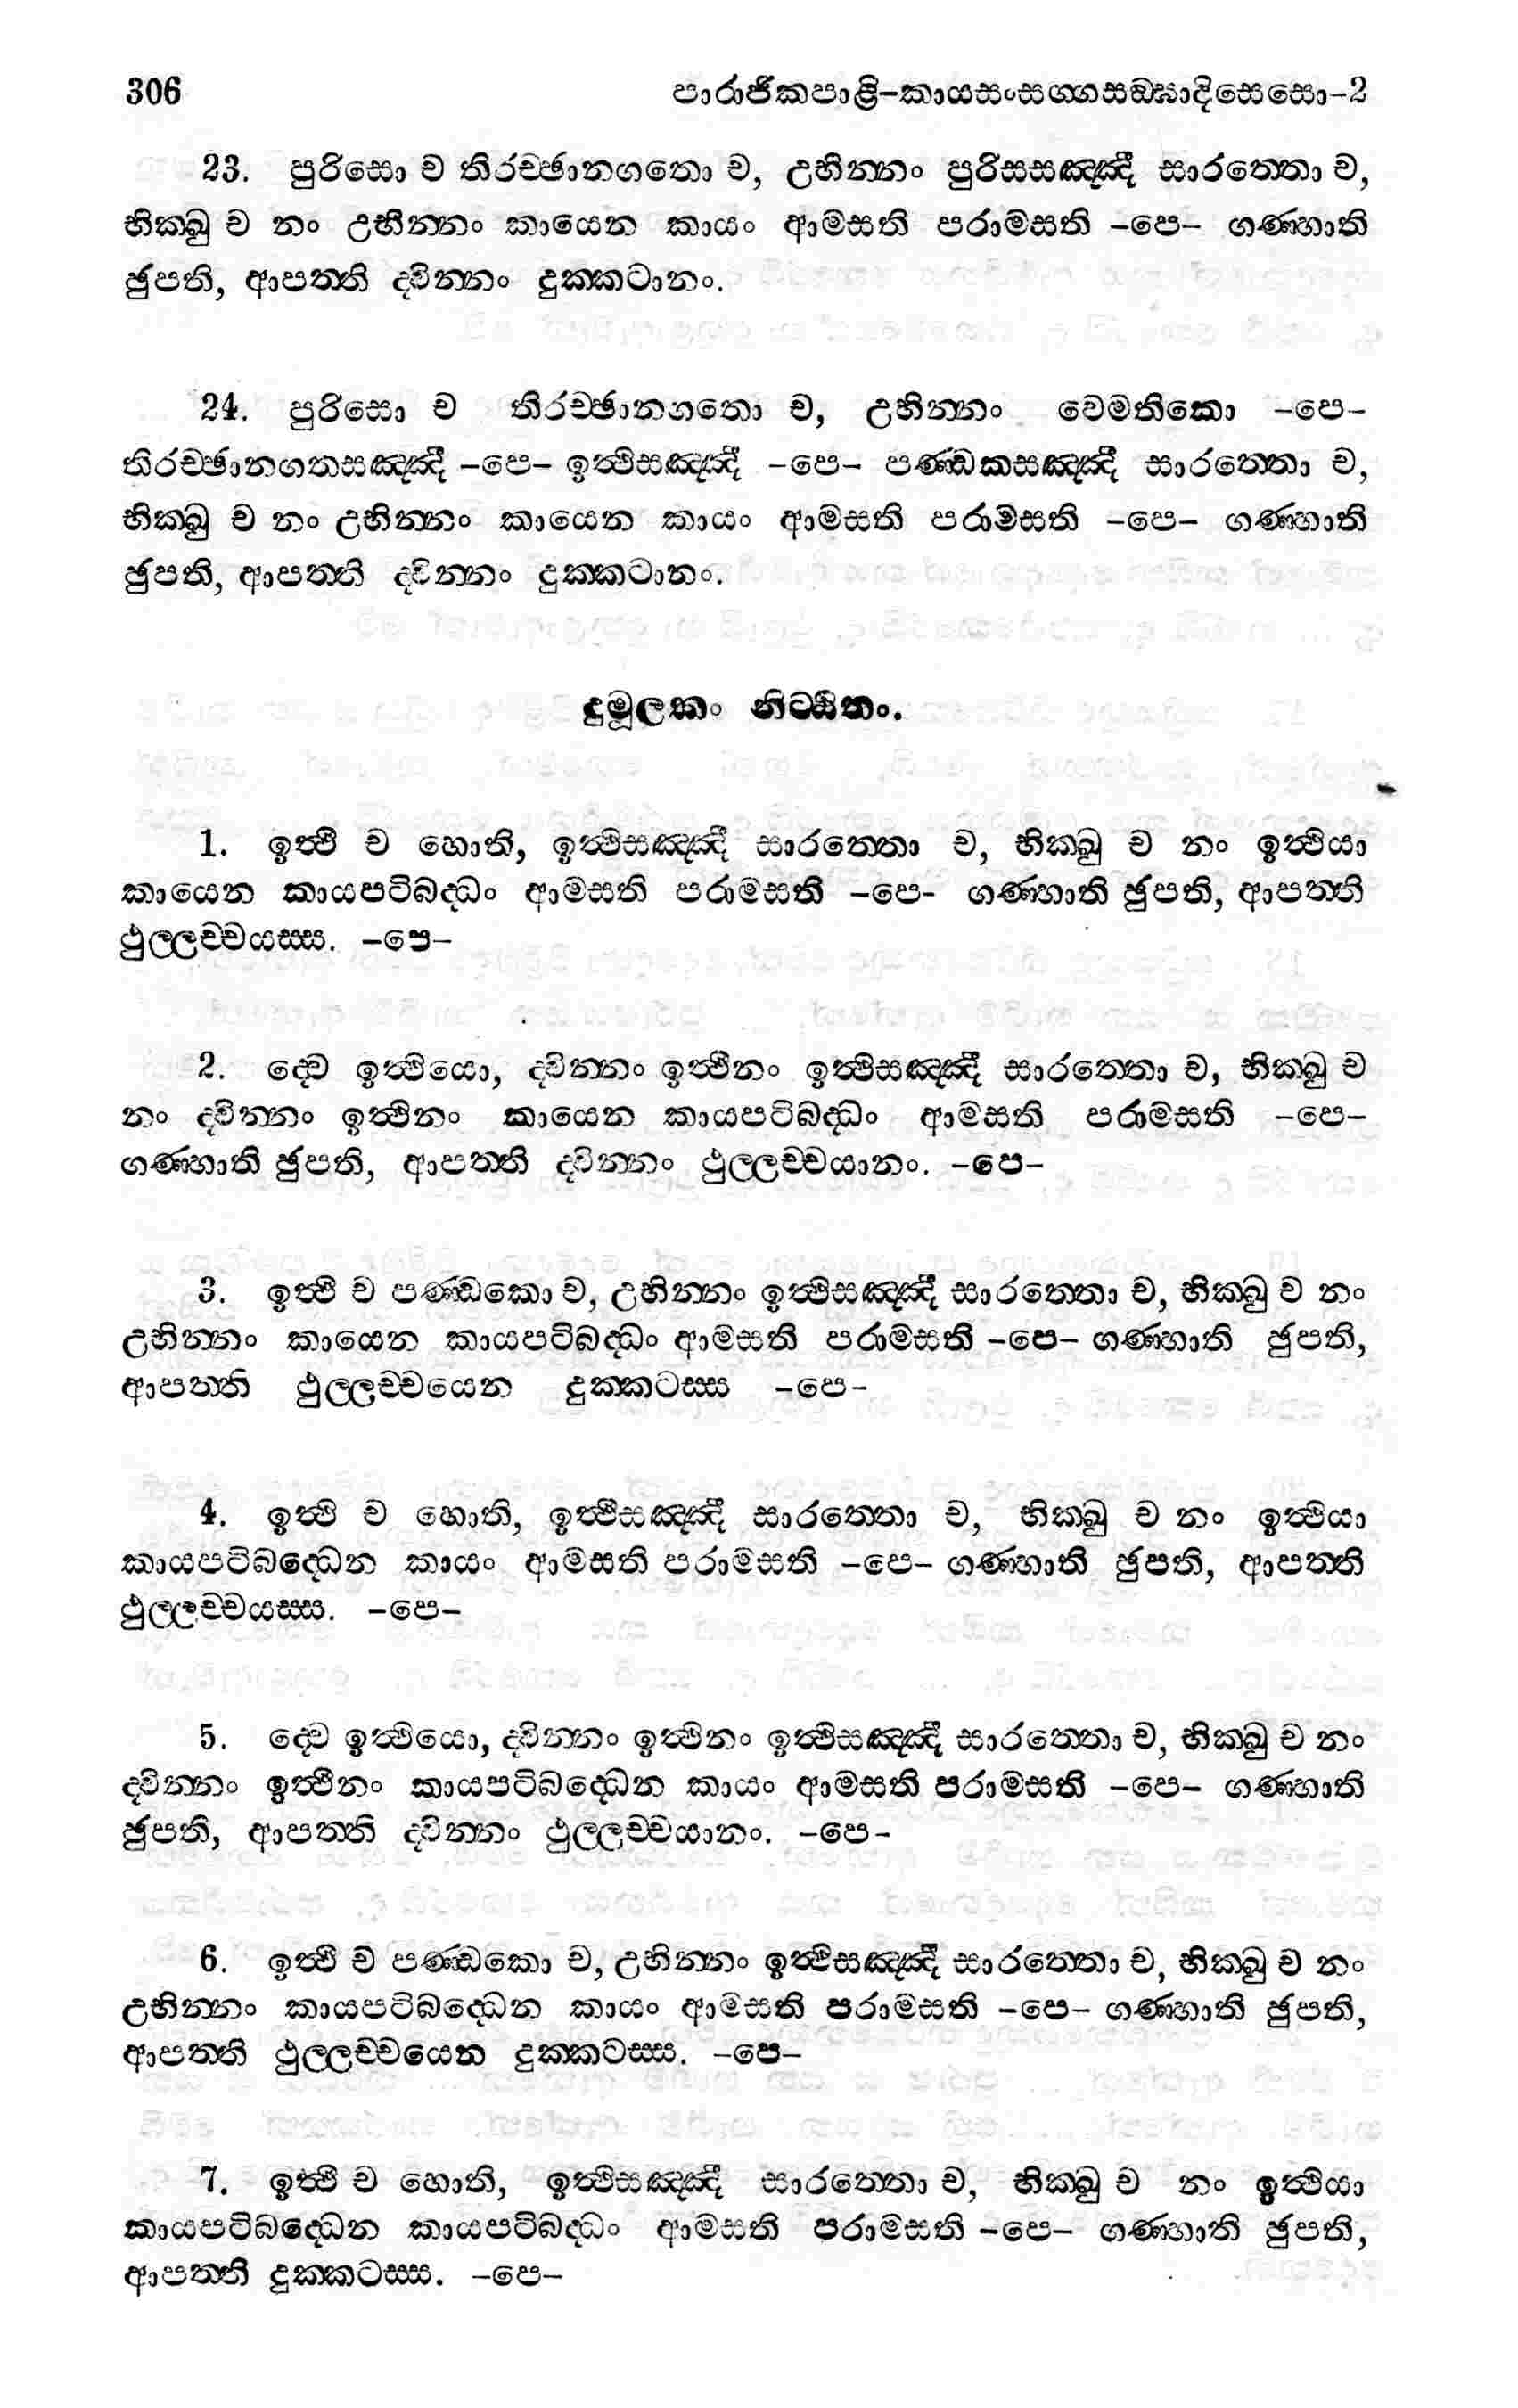 306 පාරාජිකපාළි-කායසංසග්ගසඞ්ඝාදිසෙසො-2
23. පුරිසො ච තිරච්ඡානගතො ච, උභින්නං පුරිසසඤ්ඤී සාරත්තො ච,
භික්ඛු ච නං උභින්නං කායෙන කායං ආමසති පරාමසති -පෙ- ගණ්හාති
ඡුපති, ආපත්ති ද්වින්නං දුක්කටානං.
24. පුරිසො ච තිරච්ඡානගතො ච, උභින්නං වෙමතිකො -පෙ-
තිරච්ඡානගතසඤ්ඤී -පෙ- ඉත්ථිසඤ්ඤී -පෙ- පණ්ඩකසඤ්ඤී සාරත්තො ච,
භික්ඛු ච නං උභින්නං කායෙන කායං ආමසති පරාමසති -පෙ- ගණ්හාති
ඡුපති, ආපත්ති ද්වින්නං දුක්කටානං.
දුමූලකං නිට්ඨිතං.
1. ඉත්ථී ච හොති, ඉත්ථිසඤ්ඤී සාරත්තො ච, භික්ඛු ච නං ඉත්ථියා
කායෙන කායපටිබද්ධං ආමසති පරාමසති -පෙ- ගණ්හාති ඡුපති, ආපත්ති
ථුල්ලච්චයස්ස. -පෙ-
2. ද්වෙ ඉත්ථියො, ද්වින්නං ඉත්ථීනං ඉත්ථිසඤ්ඤී සාරත්තො ච, භික්ඛු ච
නං ද්වින්නං ඉත්ථිනං කායෙන කායපටිබද්ධං ආමසති පරාමසති -පෙ-
ගණ්හාති ඡුපති, ආපත්ති ද්වින්නං ථුල්ලච්චයානං. -පෙ-
3. ඉත්ථී ච පණ්ඩකො ච, උභින්නං ඉත්ථිසඤ්ඤී සාරත්තො ච, භික්ඛු ච නං
උභින්නං කායෙන කායපටිබද්ධං ආමසති පරාමසති -පෙ- ගණ්හාති ඡුපති,
ආපත්ති ථුල්ලච්චයෙන දුක්කටස්ස -පෙ-
4. ඉත්ථි ච හොති, ඉත්ථිසඤ්ඤී සාරත්තො ච, භික්ඛු ච නං ඉත්ථියා
කායපටිබද්ධෙන කායං ආමසති පරාමසති -පෙ- ගණ්හාති ඡුපති, ආපත්ති
ථුල්ලච්චයස්ස. -පෙ-
5. ද්වෙ ඉත්ථියො, ද්වින්නං ඉත්ථිනං ඉත්ථිසඤ්ඤී සාරත්තො ච, භික්ඛු ච නං
ද්වින්නං ඉත්ථීනං කායපටිබද්ධෙන කායං ආමසති පරාමසති -පෙ- ගණ්හාති
ඡුපති, ආපත්ති ද්වින්නං ථුල්ලච්චයානං. -පෙ-
6. ඉත්ථී ච පණ්ඩකො ච, උභින්නං ඉත්ථිසඤ්ඤී සාරත්තො ච, භික්ඛු ච නං
උභින්නං කායපටිබද්ධෙන කායං ආමසති පරාමසති -පෙ- ගණ්හාති ඡුපති,
ආපත්ති ථුල්ලච්චයෙන දුක්කටස්ස. -පෙ-
7. ඉත්ථී ච හොති, ඉත්ථිසඤ්ඤී සාරත්තො ච, භික්ඛු ච නං ඉත්ථියා
කායපටිබද්ධෙන කායපටිබද්ධං ආමසති පරාමසති -පෙ- ගණ්හාති ඡුපති,
ආපත්ති දුක්කටස්ස. -පෙ-